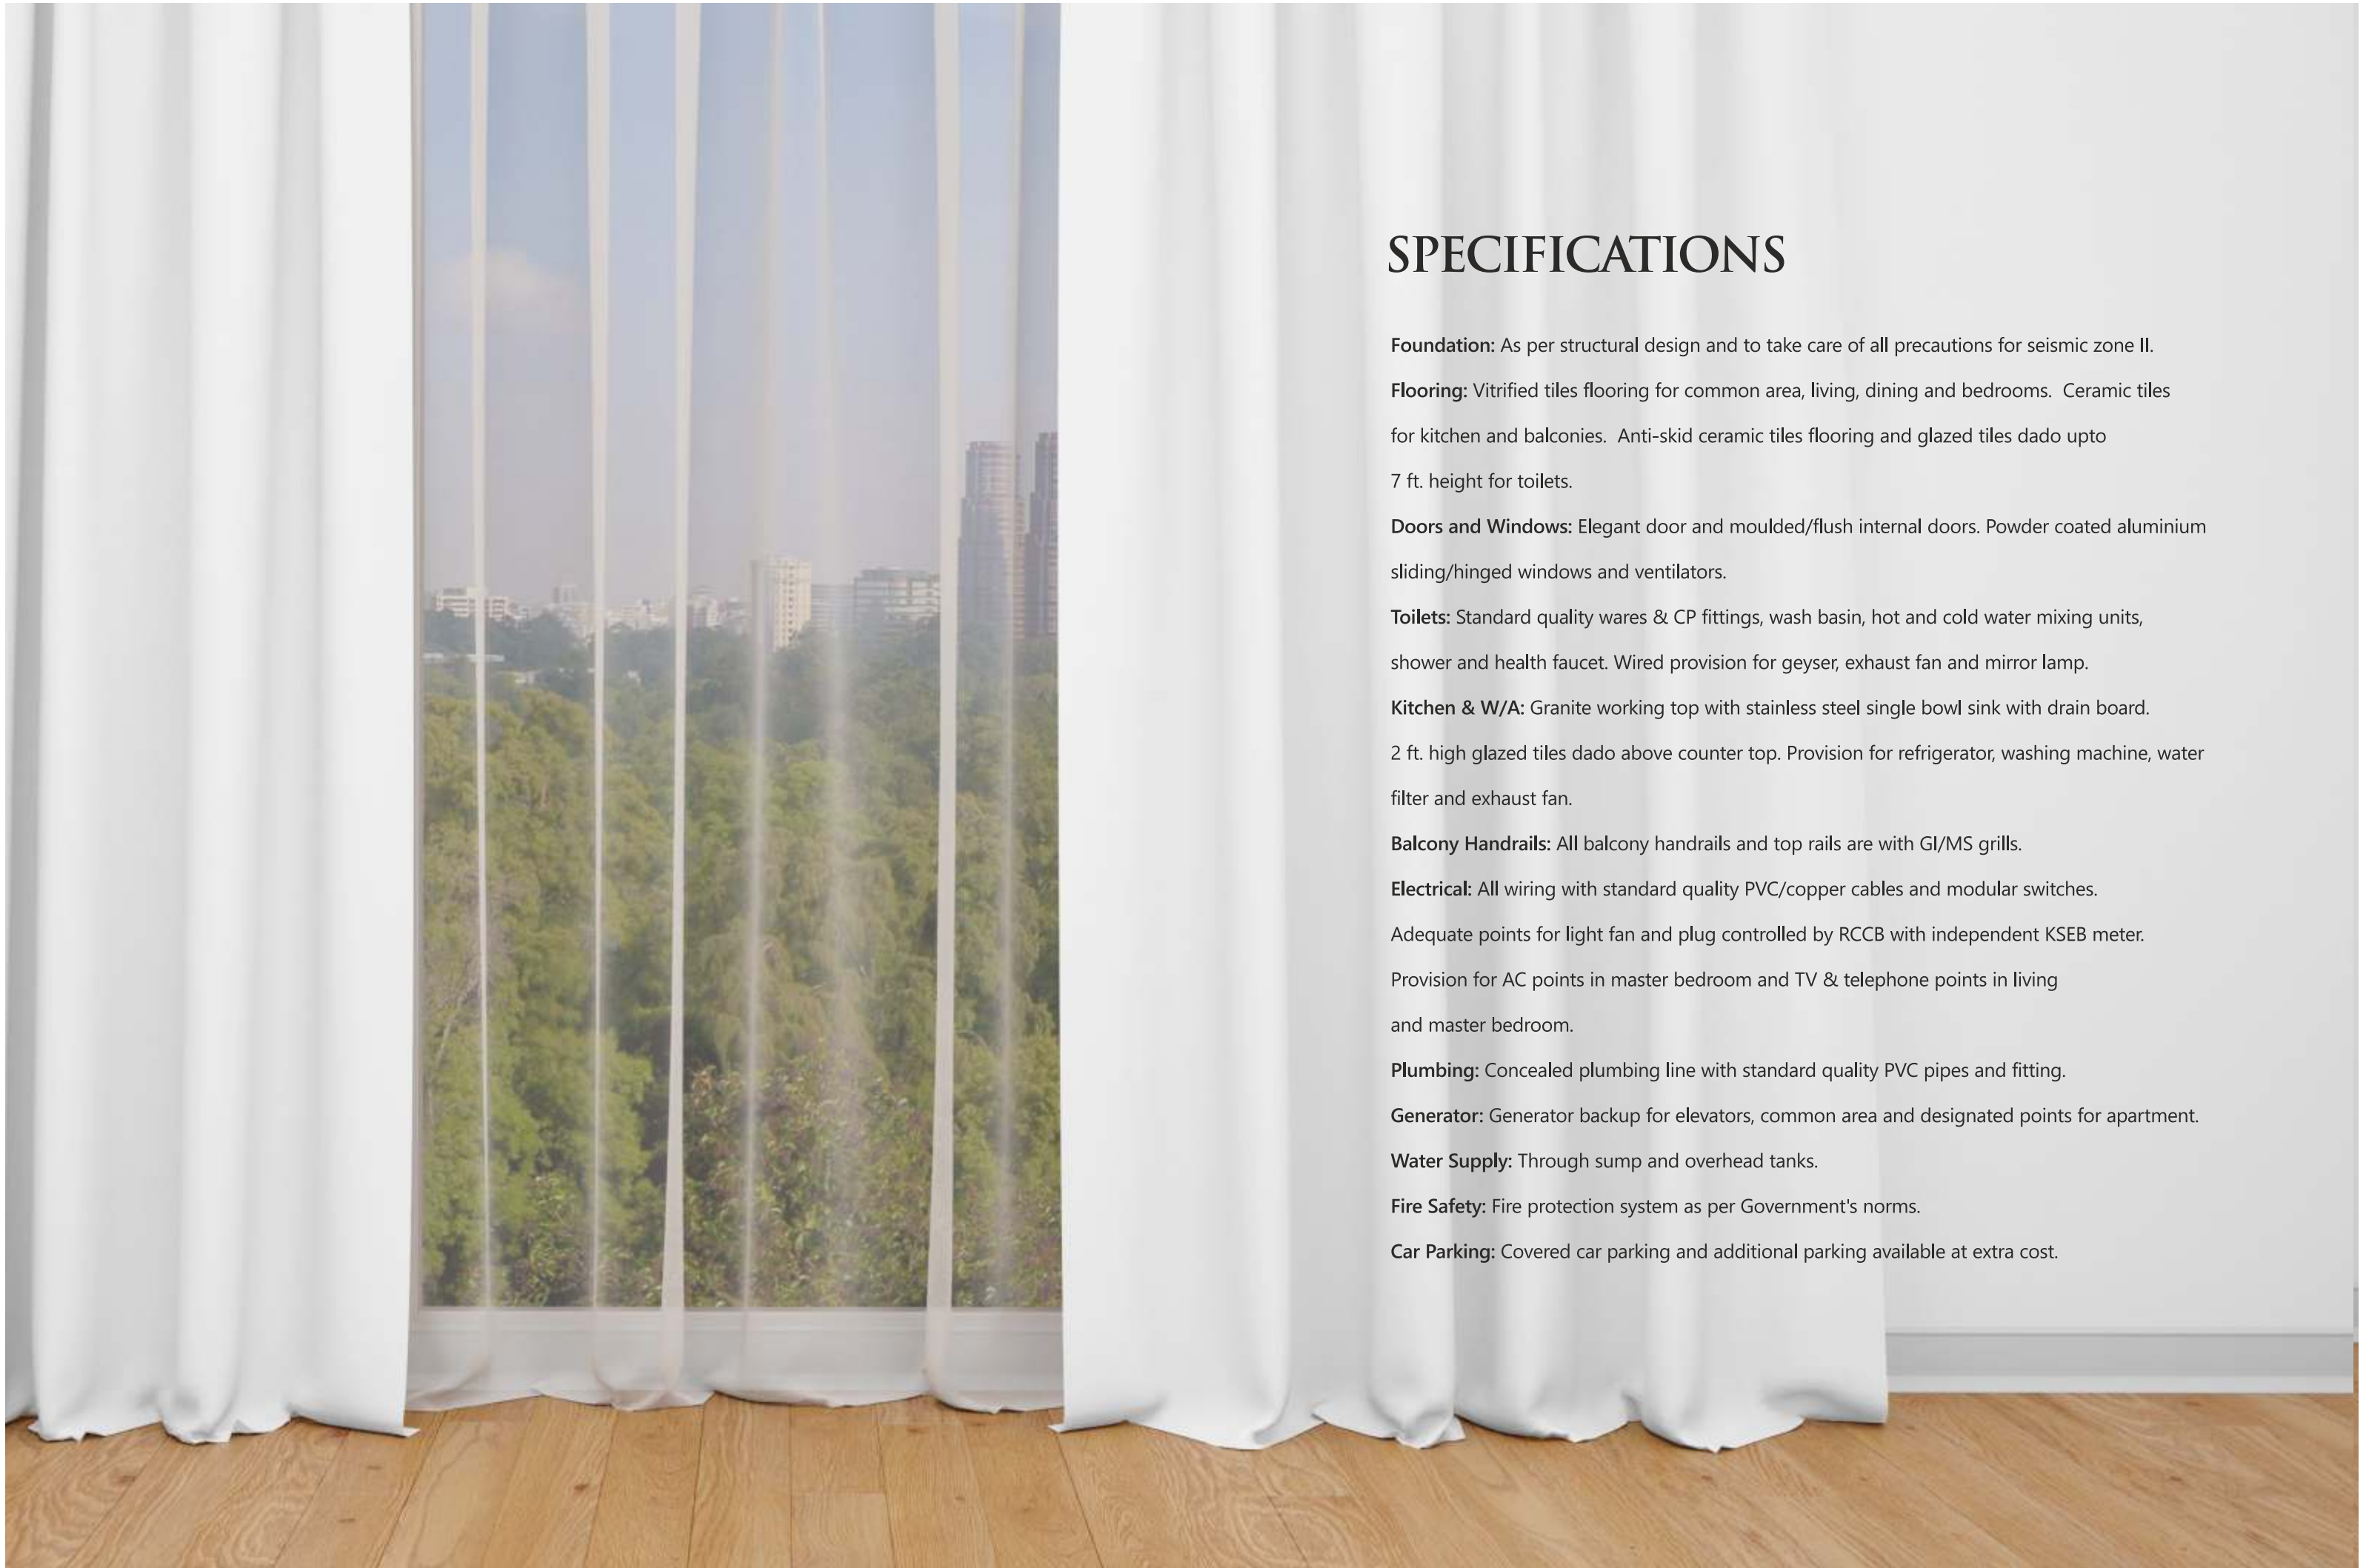 SPECIFICATIONS
Foundation: As per structural design and to take care of all precautions for seismic zone II.
Flooring: Vitrified tiles flooring for common area, living, dining and bedrooms.  Ceramic tiles
for kitchen and balconies.  Anti-skid ceramic tiles flooring and glazed tiles dado upto
7 ft. height for toilets.
Doors and Windows: Elegant door and moulded/flush internal doors. Powder coated aluminium
sliding/hinged windows and ventilators.
Toilets: Standard quality wares & CP fittings, wash basin, hot and cold water mixing units,
shower and health faucet. Wired provision for geyser, exhaust fan and mirror lamp.
Kitchen & W/A: Granite working top with stainless steel single bowl sink with drain board.
2 ft. high glazed tiles dado above counter top. Provision for refrigerator, washing machine, water
filter and exhaust fan.
Balcony Handrails: All balcony handrails and top rails are with GI/MS grills.
Electrical: All wiring with standard quality PVC/copper cables and modular switches.
Adequate points for light fan and plug controlled by RCCB with independent KSEB meter.
Provision for AC points in master bedroom and TV & telephone points in living
and master bedroom.
Plumbing: Concealed plumbing line with standard quality PVC pipes and fitting.
Generator: Generator backup for elevators, common area and designated points for apartment.
Water Supply: Through sump and overhead tanks.
Fire Safety: Fire protection system as per Government's norms.
Car Parking: Covered car parking and additional parking available at extra cost.